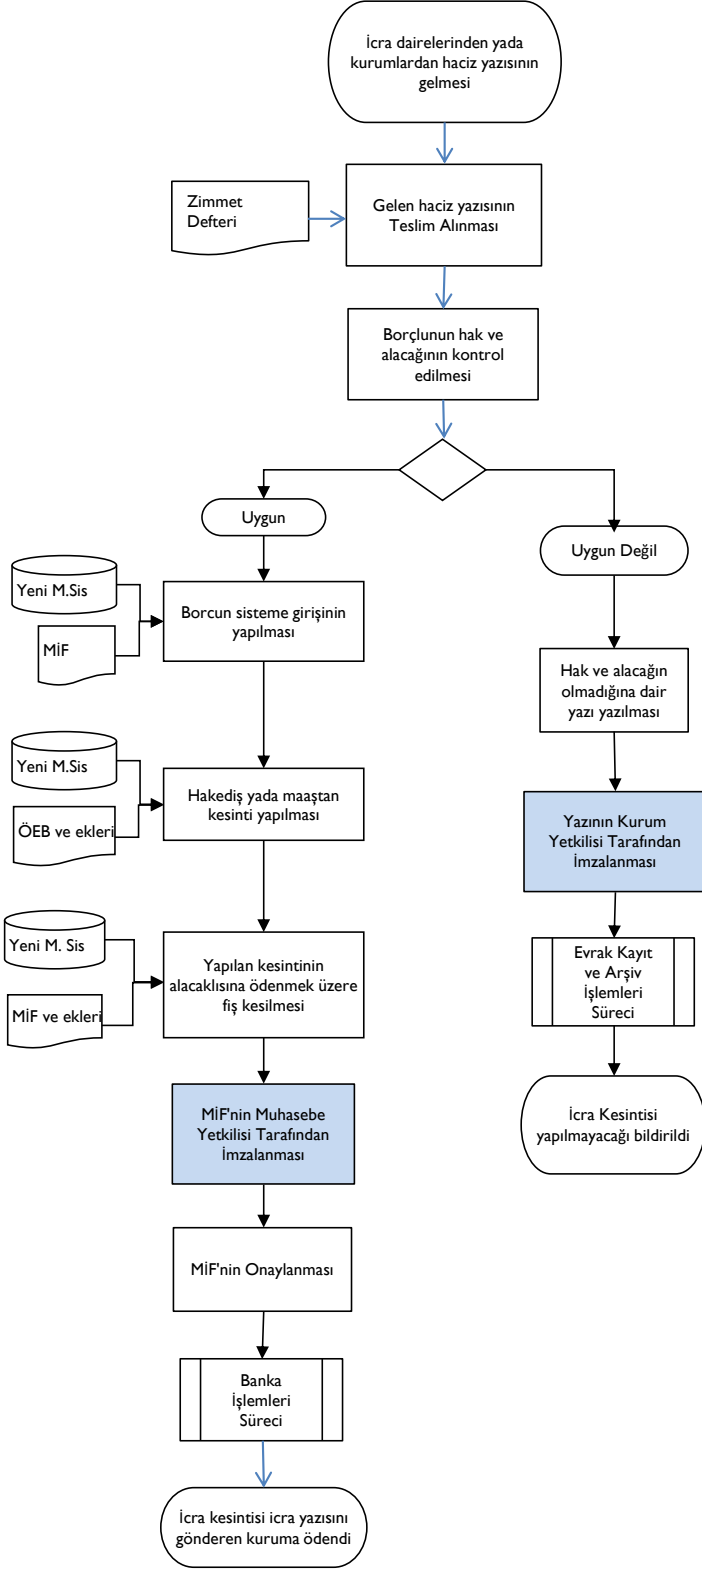 İcra dairelerinden yada
kurumlardan haciz yazısının
gelmesi
Zimmet
Defteri
Gelen haciz yazısının
Teslim Alınması
Borçlunun hak ve
alacağının kontrol
edilmesi
Uygun
Uygun Değil
Yeni M.Sis
MİF
Borcun sisteme girişinin
yapılması
Hak ve alacağın
olmadığına dair
yazı yazılması
Yeni M.Sis
ÖEB ve ekleri
Hakediş yada maaştan
kesinti yapılması
Yazının Kurum
Yetkilisi Tarafından
İmzalanması
Yeni M. Sis
MİF ve ekleri
Yapılan kesintinin
alacaklısına ödenmek üzere
fiş kesilmesi
Evrak Kayıt
ve Arşiv
İşlemleri
Süreci
MİF'nin Muhasebe
Yetkilisi Tarafından
İmzalanması
İcra Kesintisi
yapılmayacağı bildirildi
MİF'nin Onaylanması
Banka
İşlemleri
Süreci
İcra kesintisi icra yazısını
gönderen kuruma ödendi